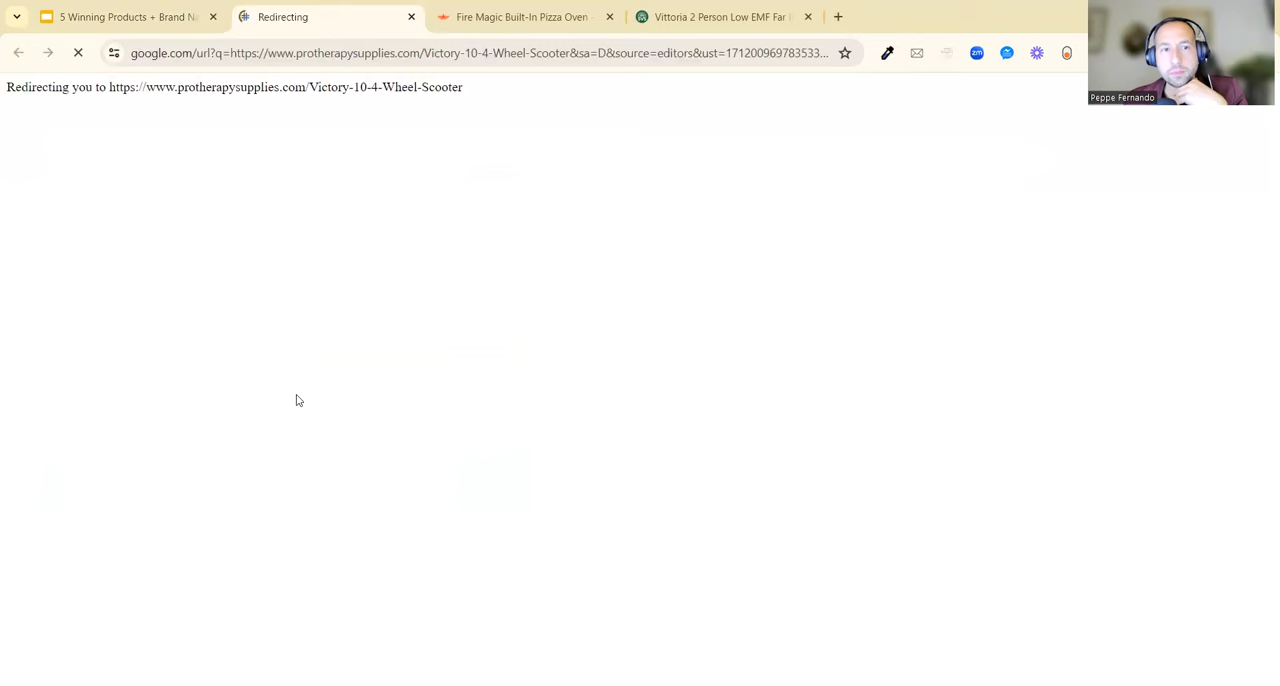 5 Winning Products + Brand Na
Redirecting
Fire Magic Built-In Pizza Oven -
Vittoria 2 Person Low EMF Far I
google.com/url?q=https://www.protherapysupplies.com/Victory-10-4-Wheel-Scooter&sa=D&source=editors&ust=171200969783533...
zm
Redirecting you to https://www.protherapysupplies.com/Victory-10-4-Wheel-Scooter
Peppe Fernando